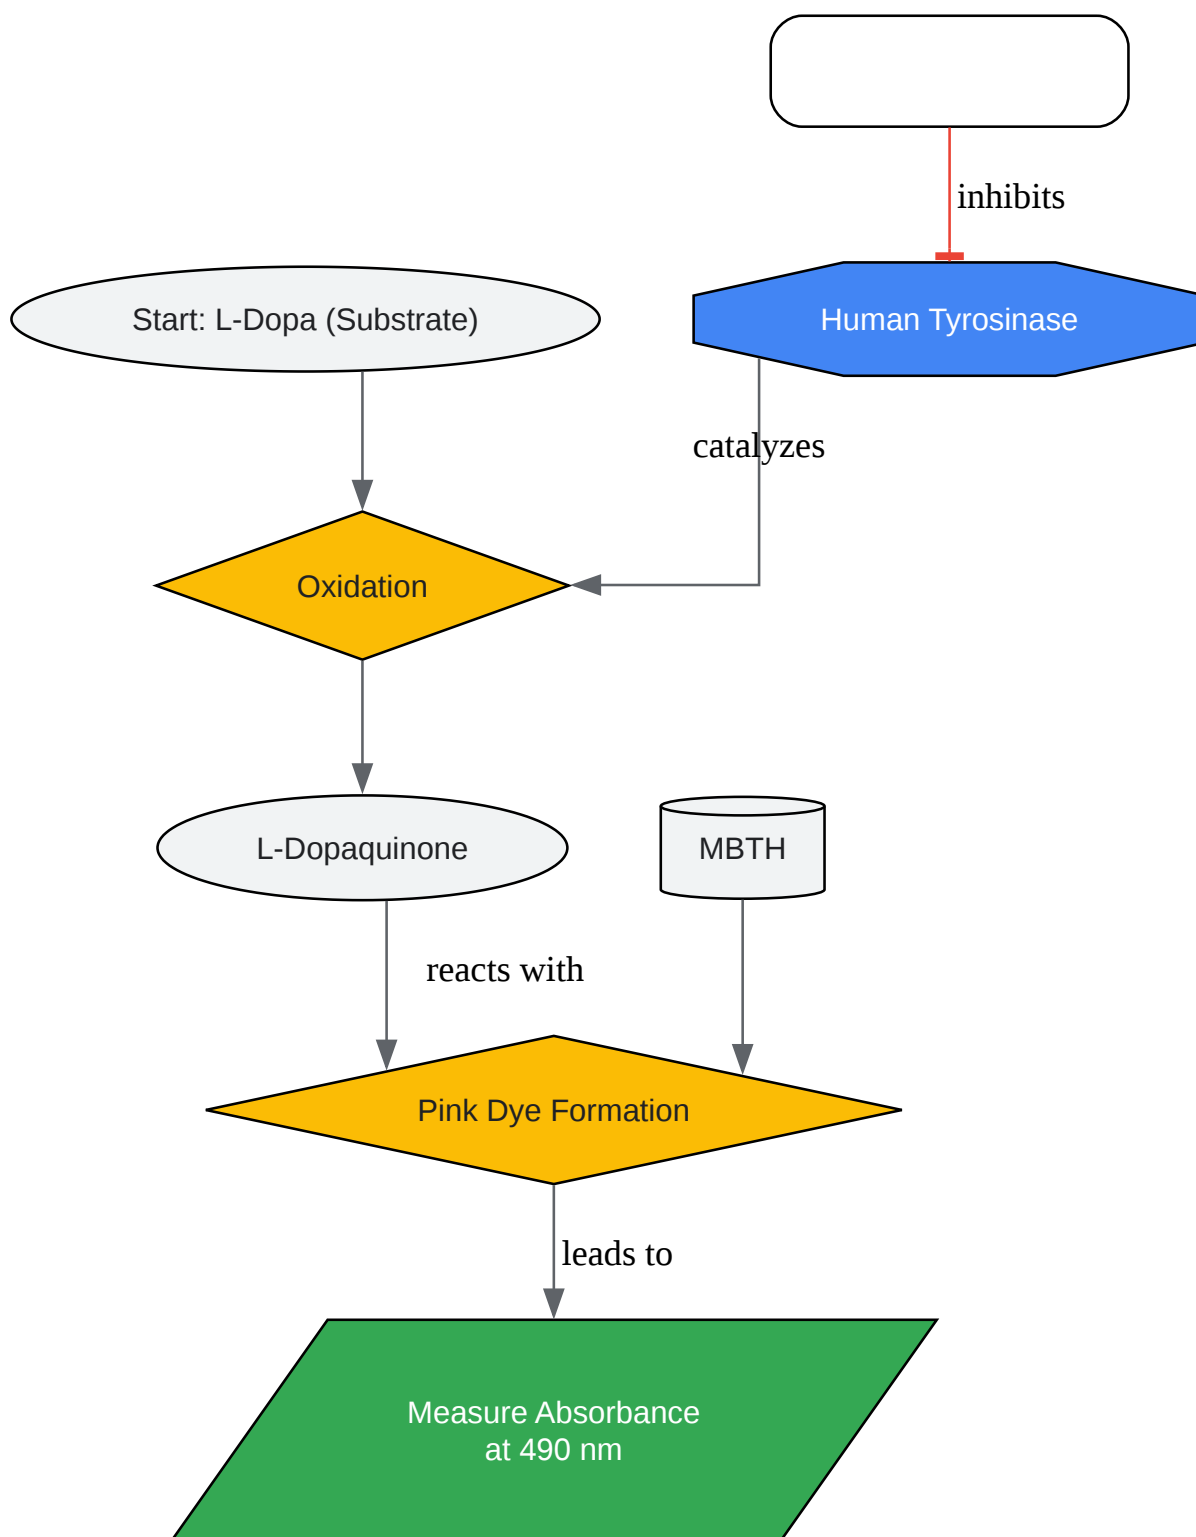 inhibits
Start: L-Dopa (Substrate)
Human Tyrosinase
catalyzes
Oxidation
L-Dopaquinone
MBTH
reacts with
Pink Dye Formation
leads to
Measure Absorbance
at 490 nm